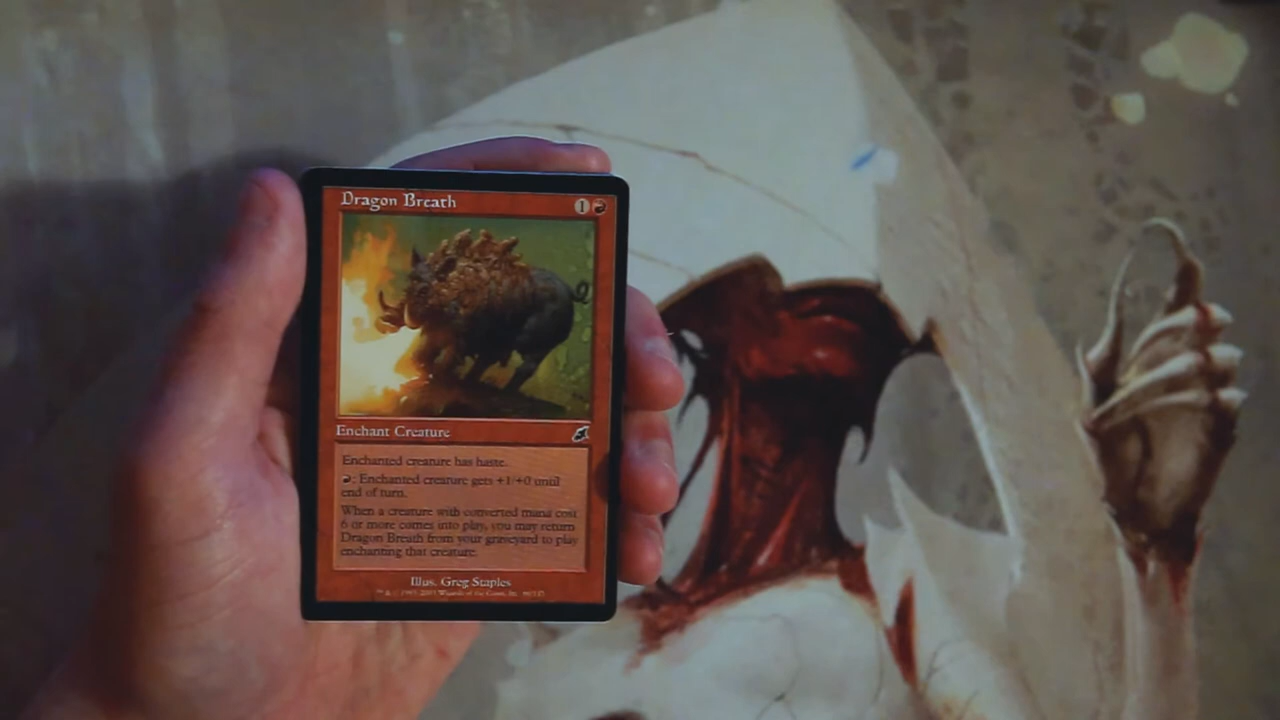 Dragon Breath
1
Enchant Creature
Enchanted creature has haste.
: Enchanted creature gets +1/+0 until
end of turn.
When a creature with converted mana cost
6 or more comes into play, you may return
Dragon Breath from your graveyard to play
enchanting that creature.
Illus. Greg Staples